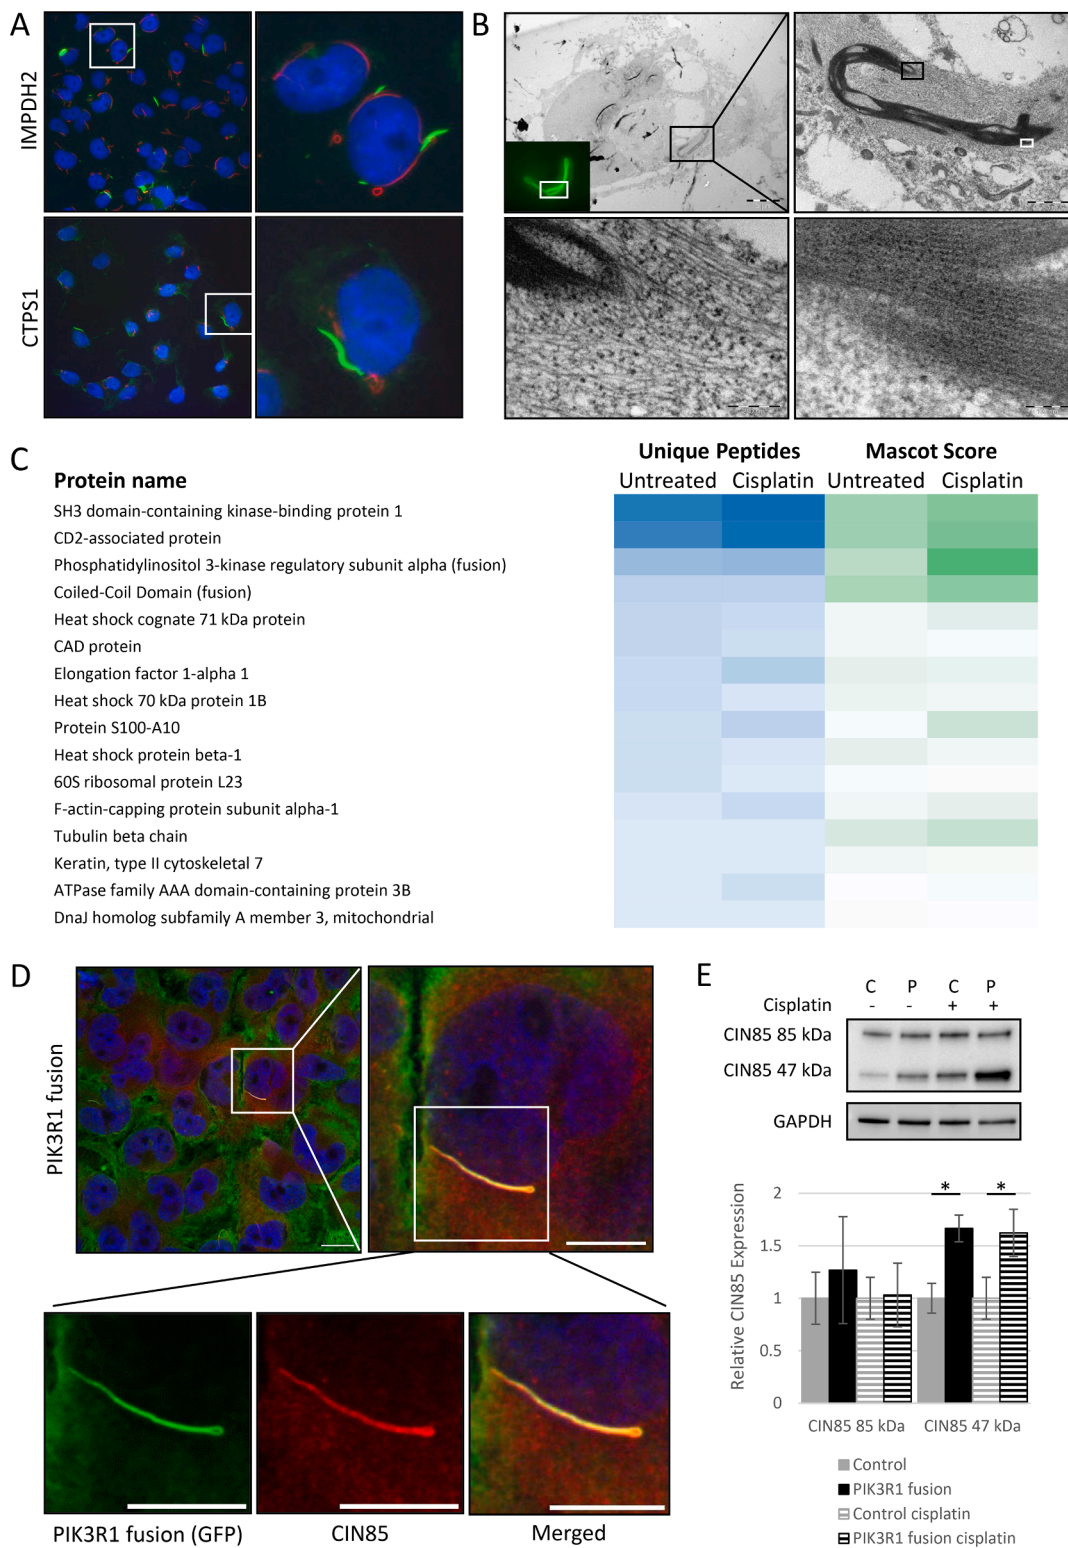 A
B
IMPDH2
CTPS1
C
Unique Peptides
Mascot Score
Protein name
Untreated
Cisplatin
Untreated
Cisplatin
SH3 domain-containing kinase-binding protein 1
CD2-associated protein
Phosphatidylinositol 3-kinase regulatory subunit alpha (fusion)
Coiled-Coil Domain (fusion)
Heat shock cognate 71 kDa protein
CAD protein
Elongation factor 1-alpha 1
Heat shock 70 kDa protein 1B
Protein S100-A10
Heat shock protein beta-1
60S ribosomal protein L23
F-actin-capping protein subunit alpha-1
Tubulin beta chain
Keratin, type II cytoskeletal 7
ATPase family AAA domain-containing protein 3B
DnaJ homolog subfamily A member 3, mitochondrial
D
PIK3R1 fusion
PIK3R1 fusion (GFP)
CIN85
Merged
E
C P C P
Cisplatin - - + +
CIN85 85 kDa
CIN85 47 kDa
GAPDH
Relative CIN85 Expression
2
1.5
1
0.5
0
* *
CIN85 85 kDa
CIN85 47 kDa
Control
PIK3R1 fusion
Control cisplatin
PIK3R1 fusion cisplatin